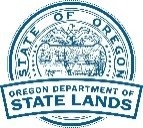 STATE OF OREGON
OREGON DEPARTMENT OF
STATE LANDS